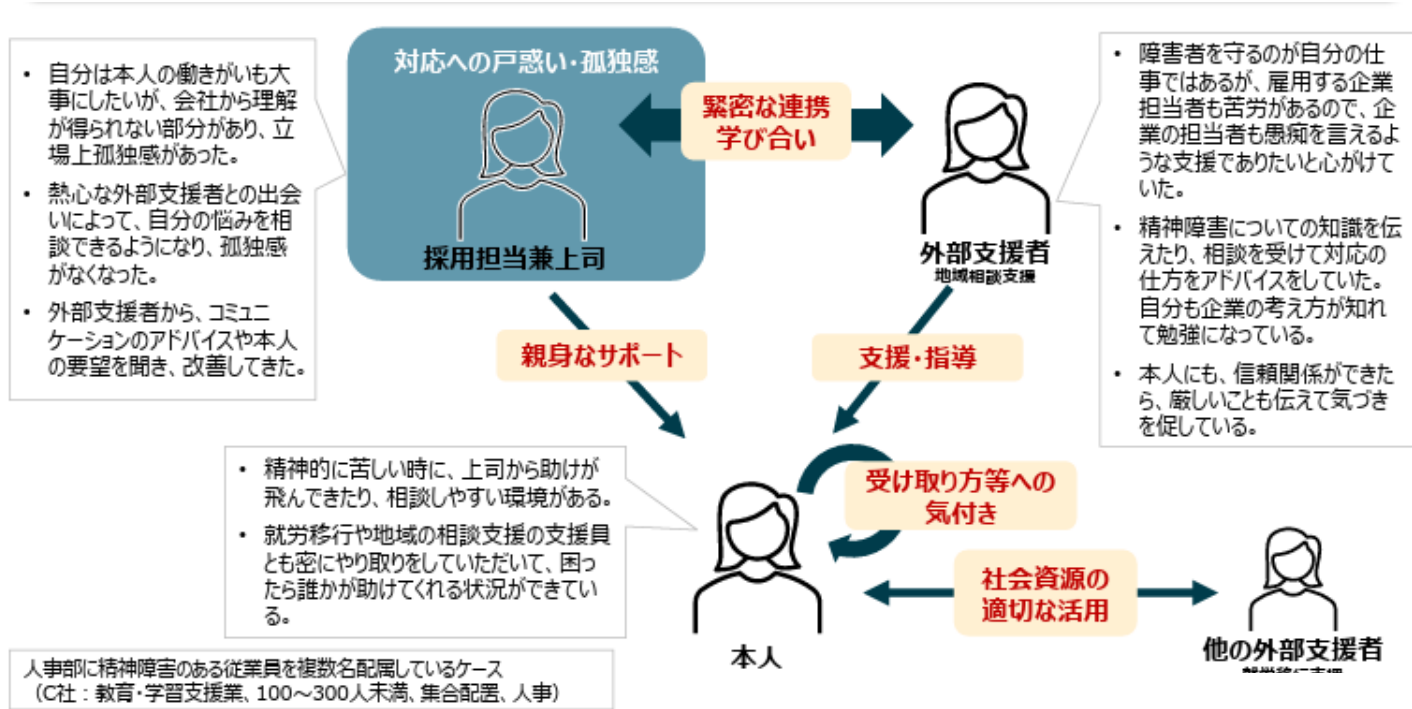 • 自分は本人の働きがいも大
事にしたいが、会社から理解
が得られない部分があり、立
場上孤独感があった。
• 熱心な外部支援者との出会
いによって、自分の悩みを相
談できるようになり、孤独感
がなくなった。
• 外部支援者から、コミュニ
ケーションのアドバイスや本人
の要望を聞き、改善してきた。
対応への戸惑い・孤独感
採用担当兼上司
緊密な連携
学び合い
外部支援者
地域相談支援
• 障害者を守るのが自分の仕
事ではあるが、雇用する企業
担当者も苦労があるので、企
業の担当者も愚痴を言えるよ
うな支援でありたいと心がけて
いた。
• 精神障害についての知識を伝
えたり、相談を受けて対応の
仕方をアドバイスをしていた。
自分も企業の考え方が知れ
て勉強になっている。
• 本人にも、信頼関係ができた
ら、厳しいことも伝えて気づき
を促している。
親身なサポート
支援・指導
• 精神的に苦しい時に、上司から助けが
飛んできたり、相談しやすい環境がある。
• 就労移行や地域の相談支援の支援員
とも密にやり取りをしていただいて、困っ
たら誰かが助けてくれる状況ができてい
る。
受け取り方等への
気付き
本人
社会資源の
適切な活用
他の外部支援者
人事部に精神障害のある従業員を複数名配属しているケース
（C社：教育・学習支援業、100～300人未満、集合配置、人事）